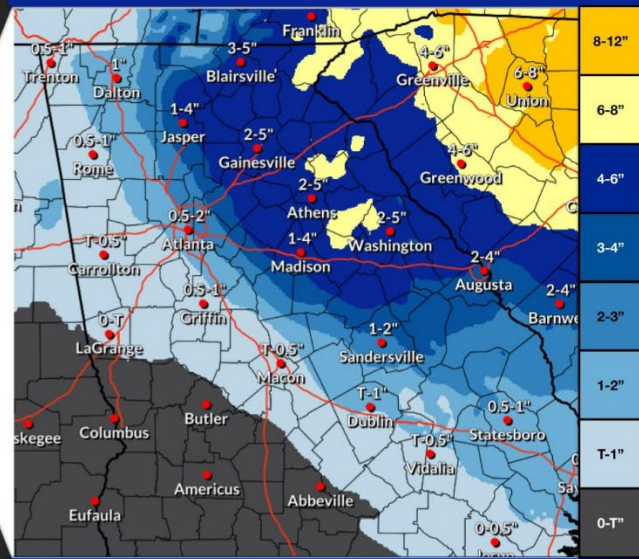 Franklin
0.5-1"
Trenton
1"
Dalton
3-5"
Blairsville
4-6"
Greenville
6-8"
Union
1-4"
Jasper
0.5-1"
Rome
2-5"
Gainesville
4-6"
Greenwood
2-5"
Athens
0.5-2"
Atlanta
2-5"
Washington
T-0.5"
Carrollton
1-4"
Madison
2-4"
Augusta
0.5-1"
Griffin
2-4"
Barnwe
0-T
LaGrange
1-2"
Sandersville
T-0.5"
Macon
T-1"
Dublin
0.5-1"
Statesboro
skegee
Columbus
Butler
T-0.5"
Vidalia
Americus
Abbeville
Eufaula
0-0.5"
8-12"
6-8"
4-6"
3-4"
2-3"
1-2"
T-1"
0-T"